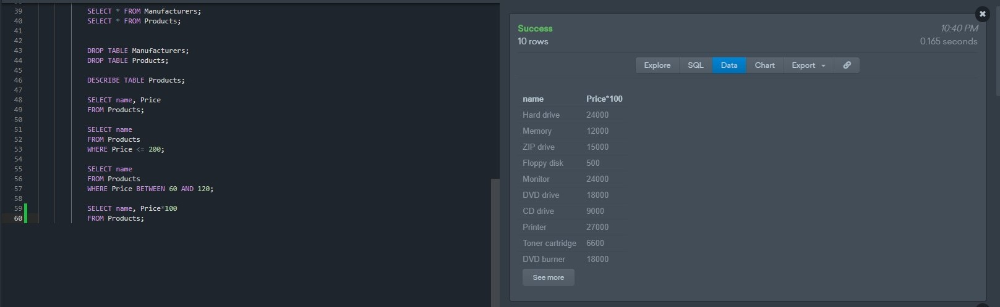 39 SELECT * FROM Manufacturers;
40 SELECT * FROM Products;
41
42
43 DROP TABLE Manufacturers;
44 DROP TABLE Products;
45
46 DESCRIBE TABLE Products;
47
48 SELECT name, Price
49 FROM Products;
50
51 SELECT name
52 FROM Products
53 WHERE Price <= 200;
54
55 SELECT name
56 FROM Products
57 WHERE Price BETWEEN 60 AND 120;
58
59 SELECT name, Price*100
60 FROM Products;
Success 10:40 PM
10 rows 0.165 seconds
Explore SQL Data Chart Export
name Price*100
Hard drive 24000
Memory 12000
ZIP drive 15000
Floppy disk 500
Monitor 24000
DVD drive 18000
CD drive 9000
Printer 27000
Toner cartridge 6600
DVD burner 18000
See more